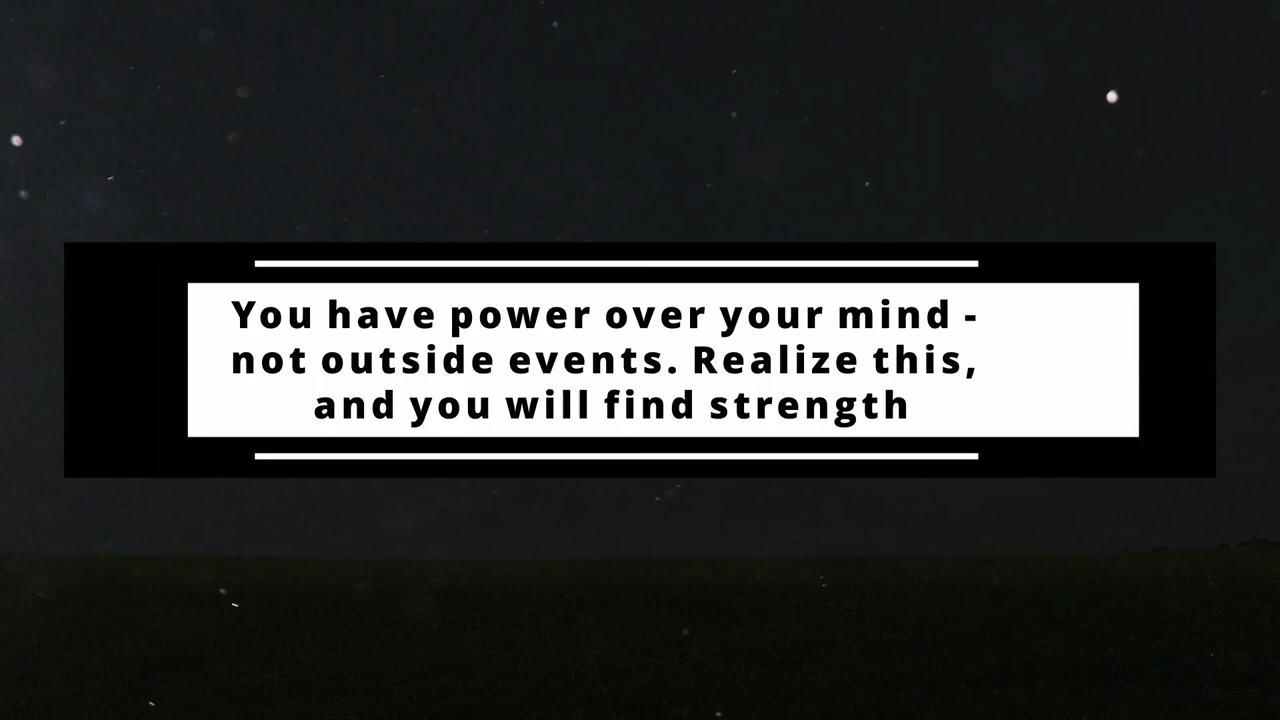 You have power over your mind -
not outside events. Realize this,
and you will find strength